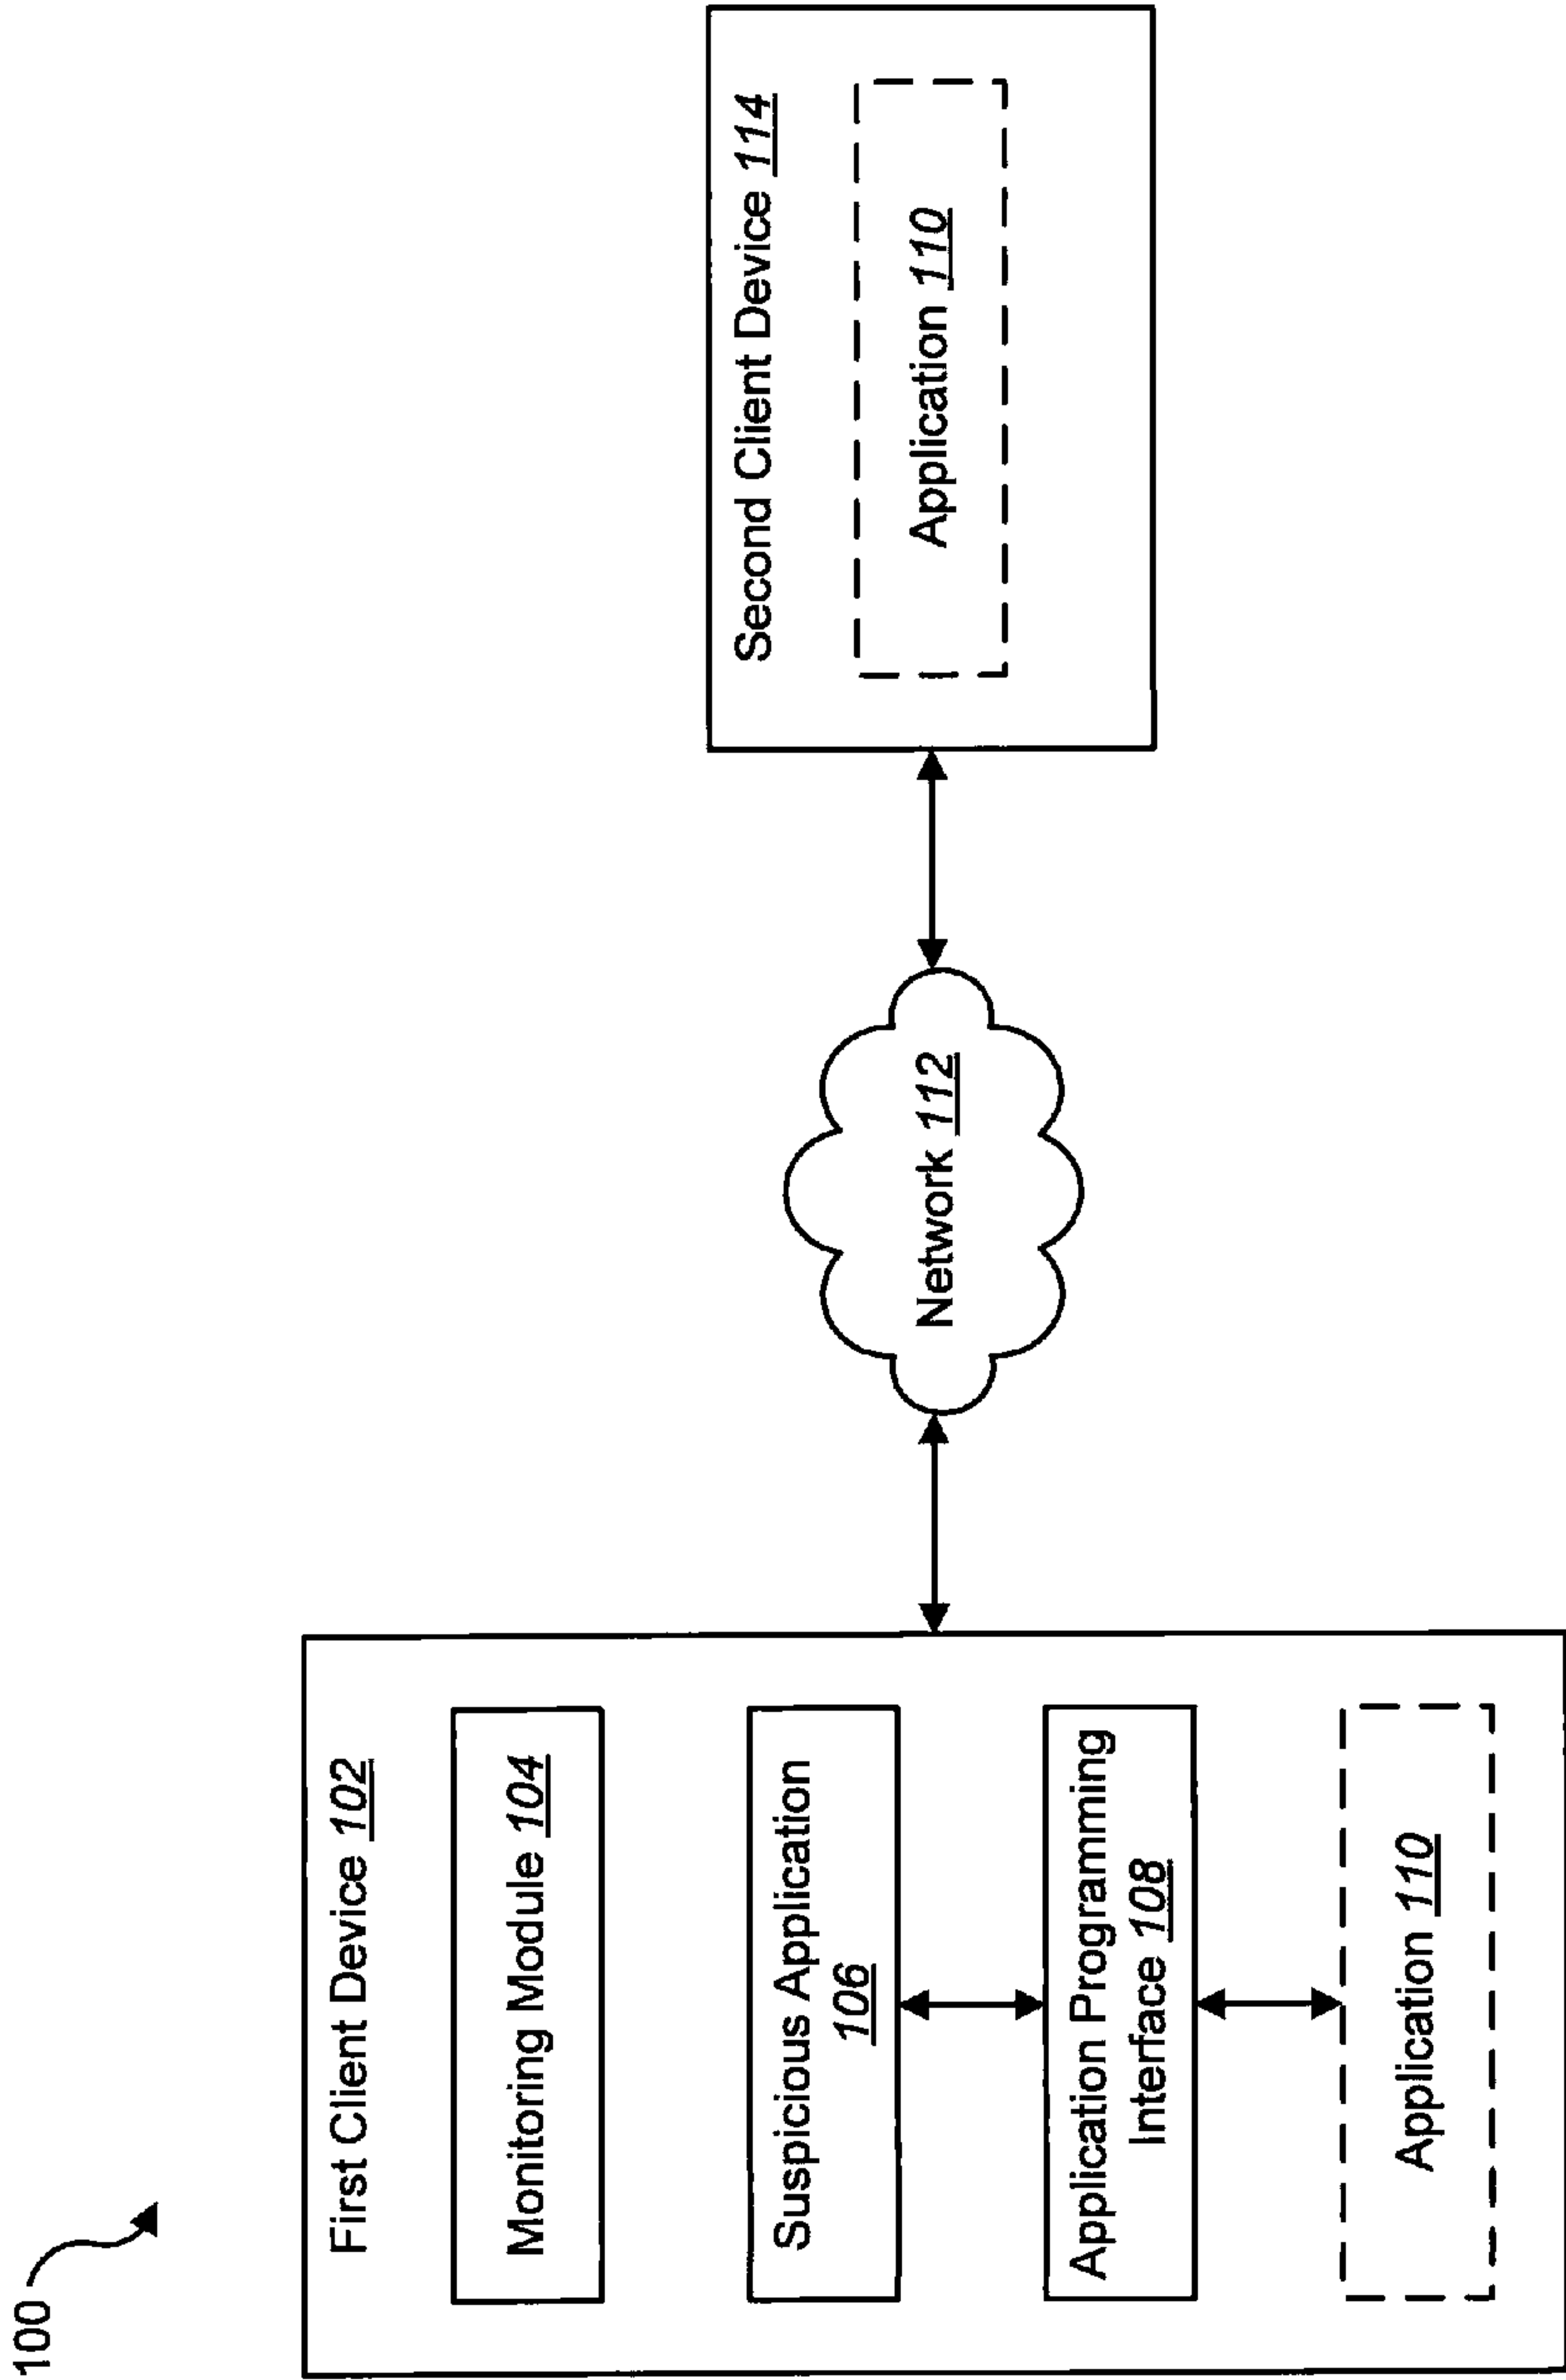 100
First Client Device 102
Monitoring Module 104
Suspicious Application
106
Application Programming
Interface 108
Application 110
Network 112
Second Client Device 114
Application 110